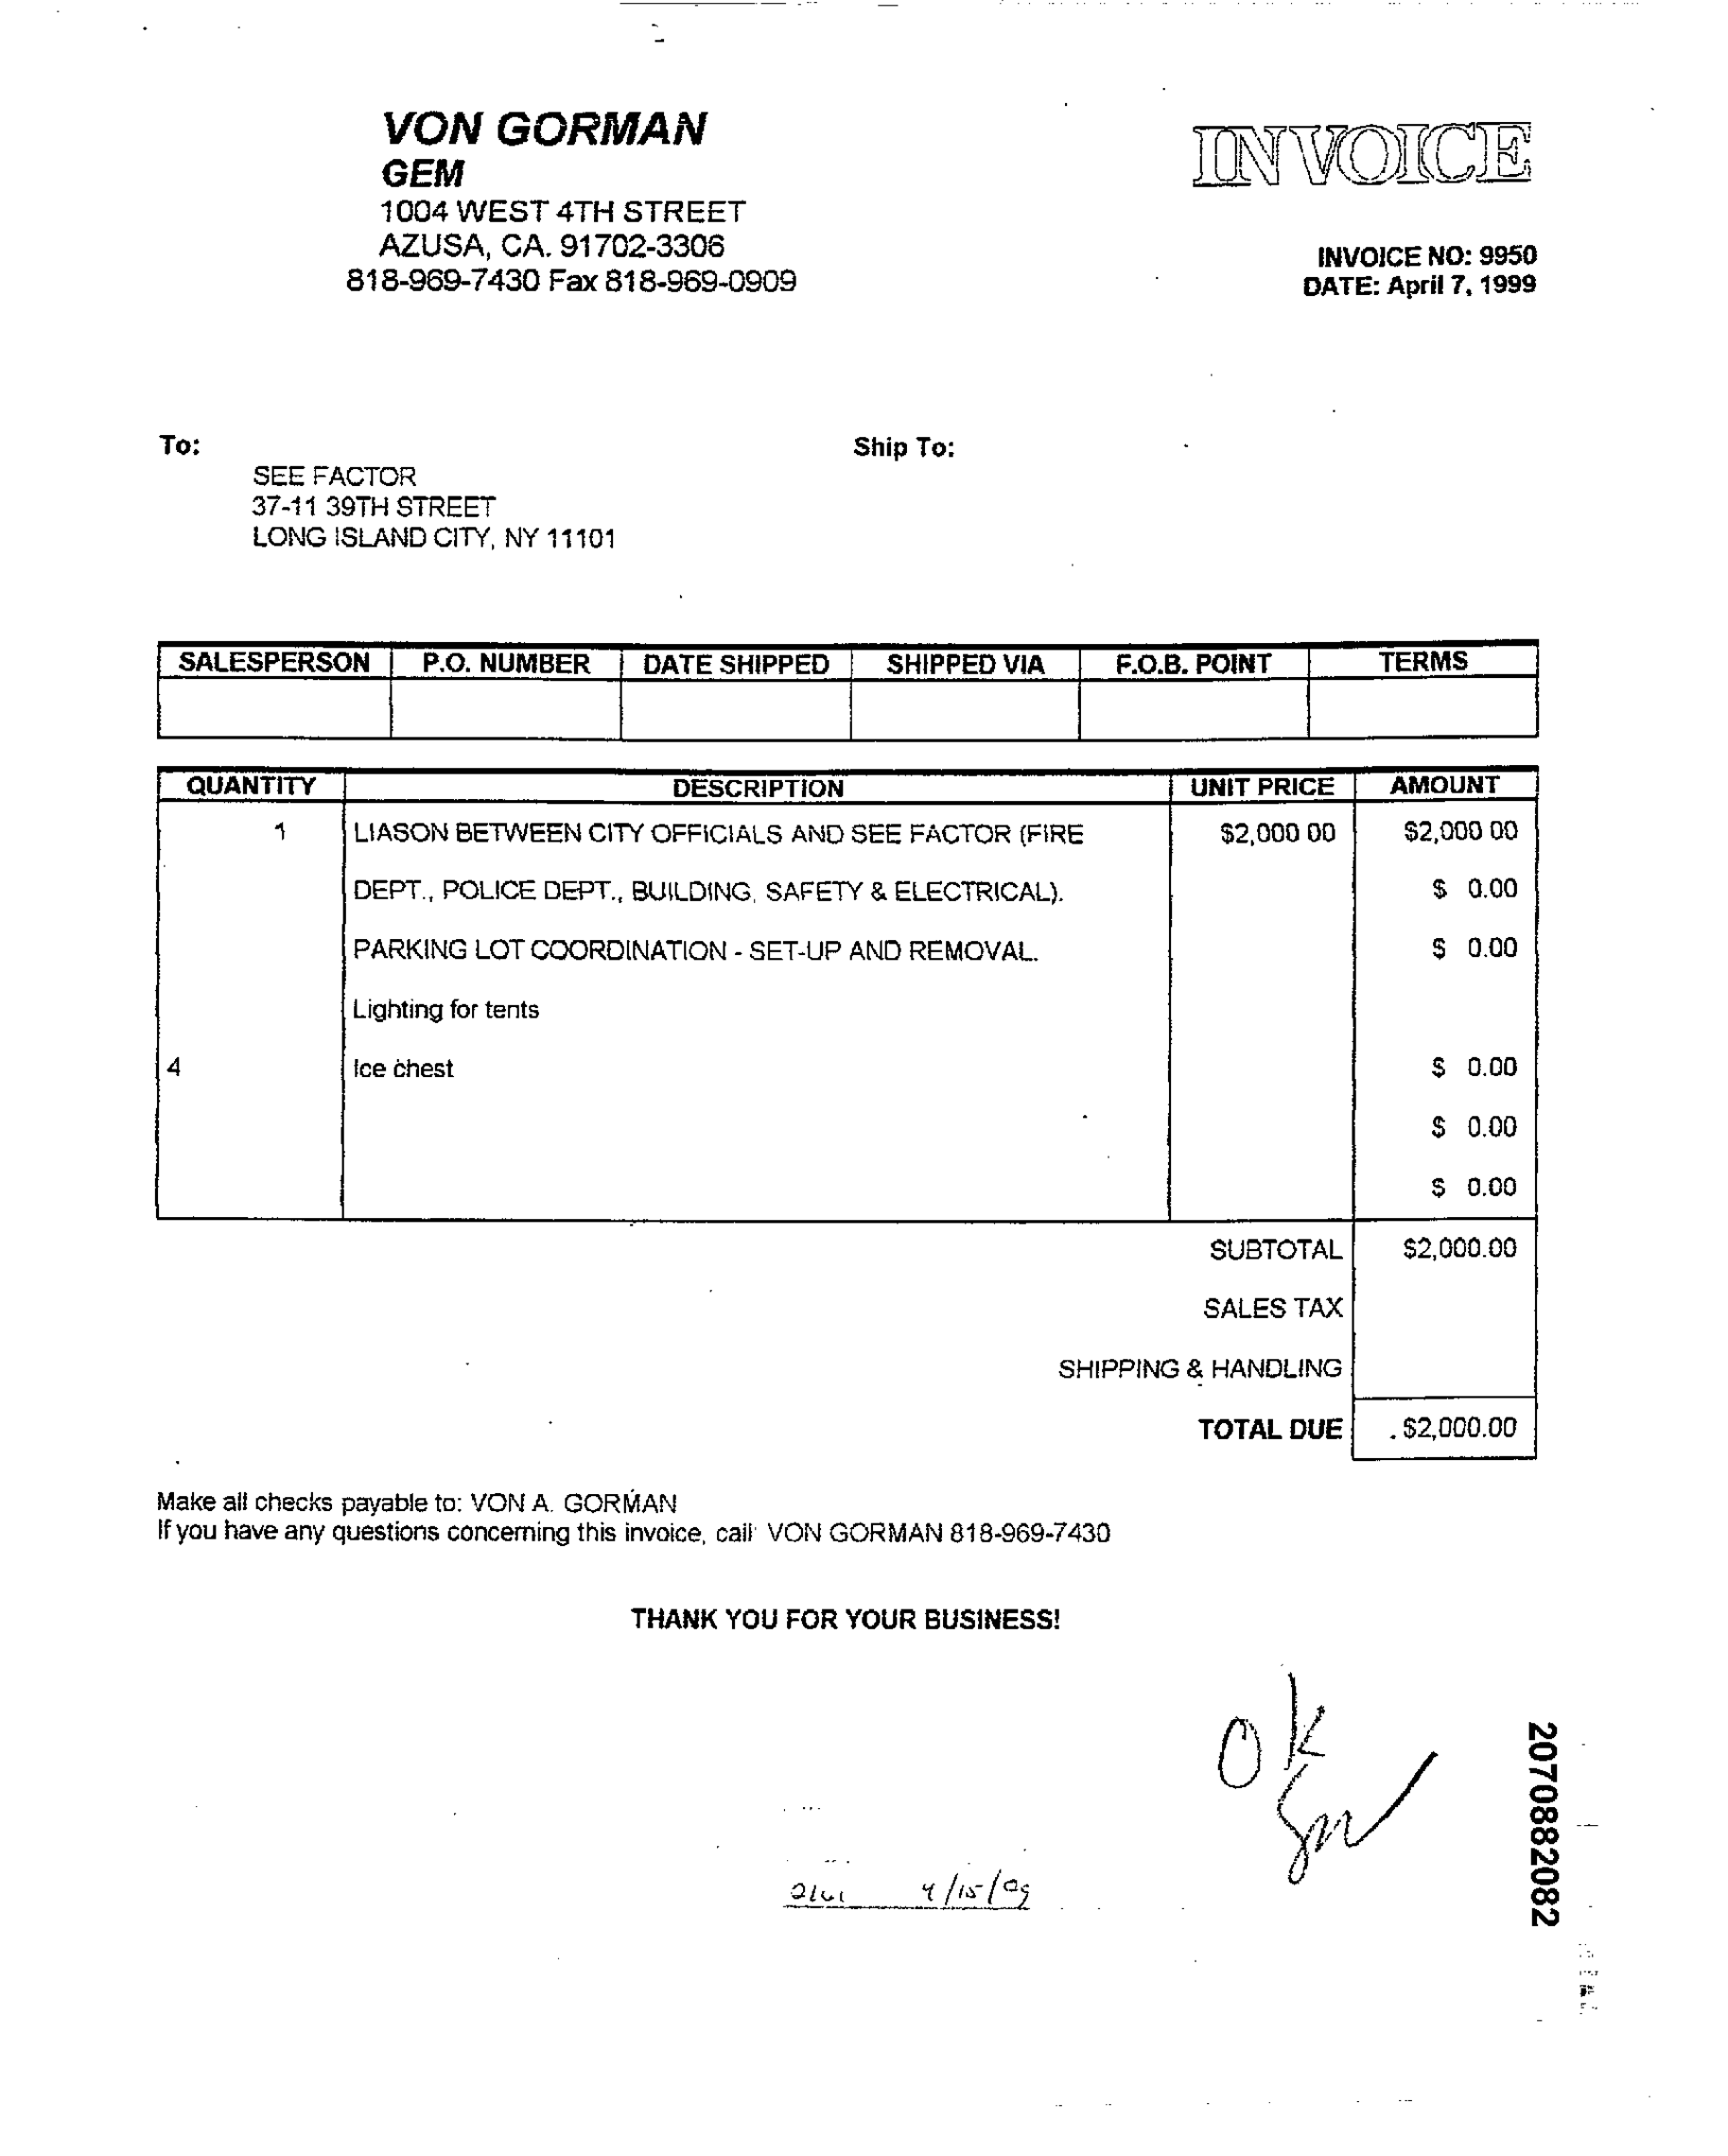 VON GORMAN
GEM
1004 WEST 4TH STREET
AZUSA, CA. 91702-3306
818-969-7430 Fax 818-969-0909
INVOICE
INVOICE NO: 9950
DATE: April 7, 1999
To:
SEE FACTOR
37-11 39TH STREET
LONG ISLAND CITY, NY 11101
Ship To:
SALESPERSON P.O. NUMBER DATE SHIPPED SHIPPED VIA F.O.B. POINT TERMS
QUANTITY DESCRIPTION UNIT PRICE AMOUNT
1 LIASON BETWEEN CITY OFFICIALS AND SEE FACTOR (FIRE $2,000 00 $2,000 00
DEPT., POLICE DEPT., BUILDING, SAFETY & ELECTRICAL). $ 0.00
PARKING LOT COORDINATION - SET-UP AND REMOVAL. $ 0.00
Lighting for tents
4 Ice chest $ 0.00
$ 0.00
$ 0.00
SUBTOTAL $2,000.00
SALES TAX
SHIPPING & HANDLING
TOTAL DUE $2,000.00
Make all checks payable to: VON A. GORMAN
If you have any questions concerning this invoice, call VON GORMAN 818-969-7430
THANK YOU FOR YOUR BUSINESS!
OK
4/15/99
2070882082